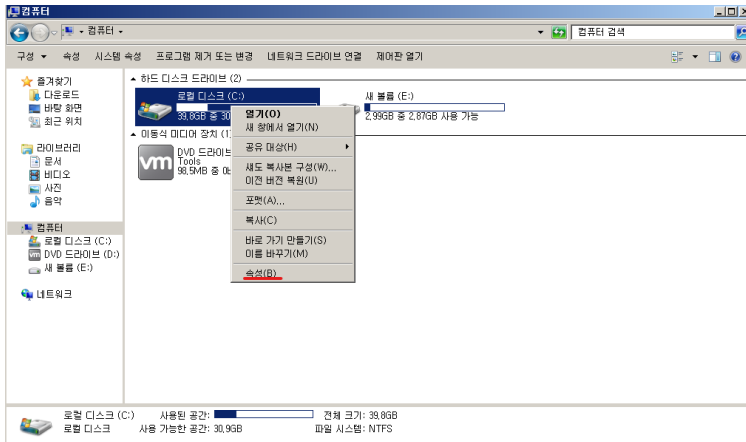 컴퓨터
컴퓨터
컴퓨터 검색
구성 속성 시스템 속성 프로그램 제거 또는 변경 네트워크 드라이브 연결 제어판 열기
즐겨찾기
다운로드
바탕 화면
최근 위치
라이브러리
문서
비디오
사진
음악
컴퓨터
로컬 디스크 (C:)
DVD 드라이브 (D:)
새 볼륨 (E:)
네트워크
하드 디스크 드라이브 (2)
로컬 디스크 (C:)
39,8GB 중 30
새 볼륨 (E:)
2,99GB 중 2,87GB 사용 가능
이동식 미디어 장치 (1)
vm
DVD 드라이브
Tools
98,5MB 중
열기(O)
새 창에서 열기(N)
공유 대상(H)
섀도 복사본 구성(W)...
이전 버전 복원(U)
포맷(A)...
복사(C)
바로 가기 만들기(S)
이름 바꾸기(M)
속성(B)
로컬 디스크 (C:) 사용된 공간: 전체 크기: 39,8GB
로컬 디스크 사용 가능한 공간: 30,9GB 파일 시스템: NTFS